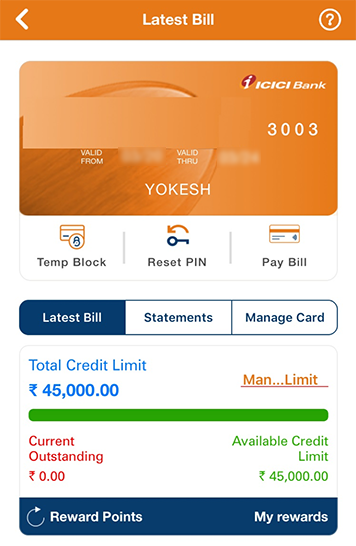 Latest Bill
ICICI Bank
3003
VALID FROM VALID THRU
YOKESH
Temp Block Reset PIN Pay Bill
Latest Bill Statements Manage Card
Total Credit Limit
₹ 45,000.00
Man...Limit
Current Outstanding
₹ 0.00
Available Credit Limit
₹ 45,000.00
Reward Points My rewards